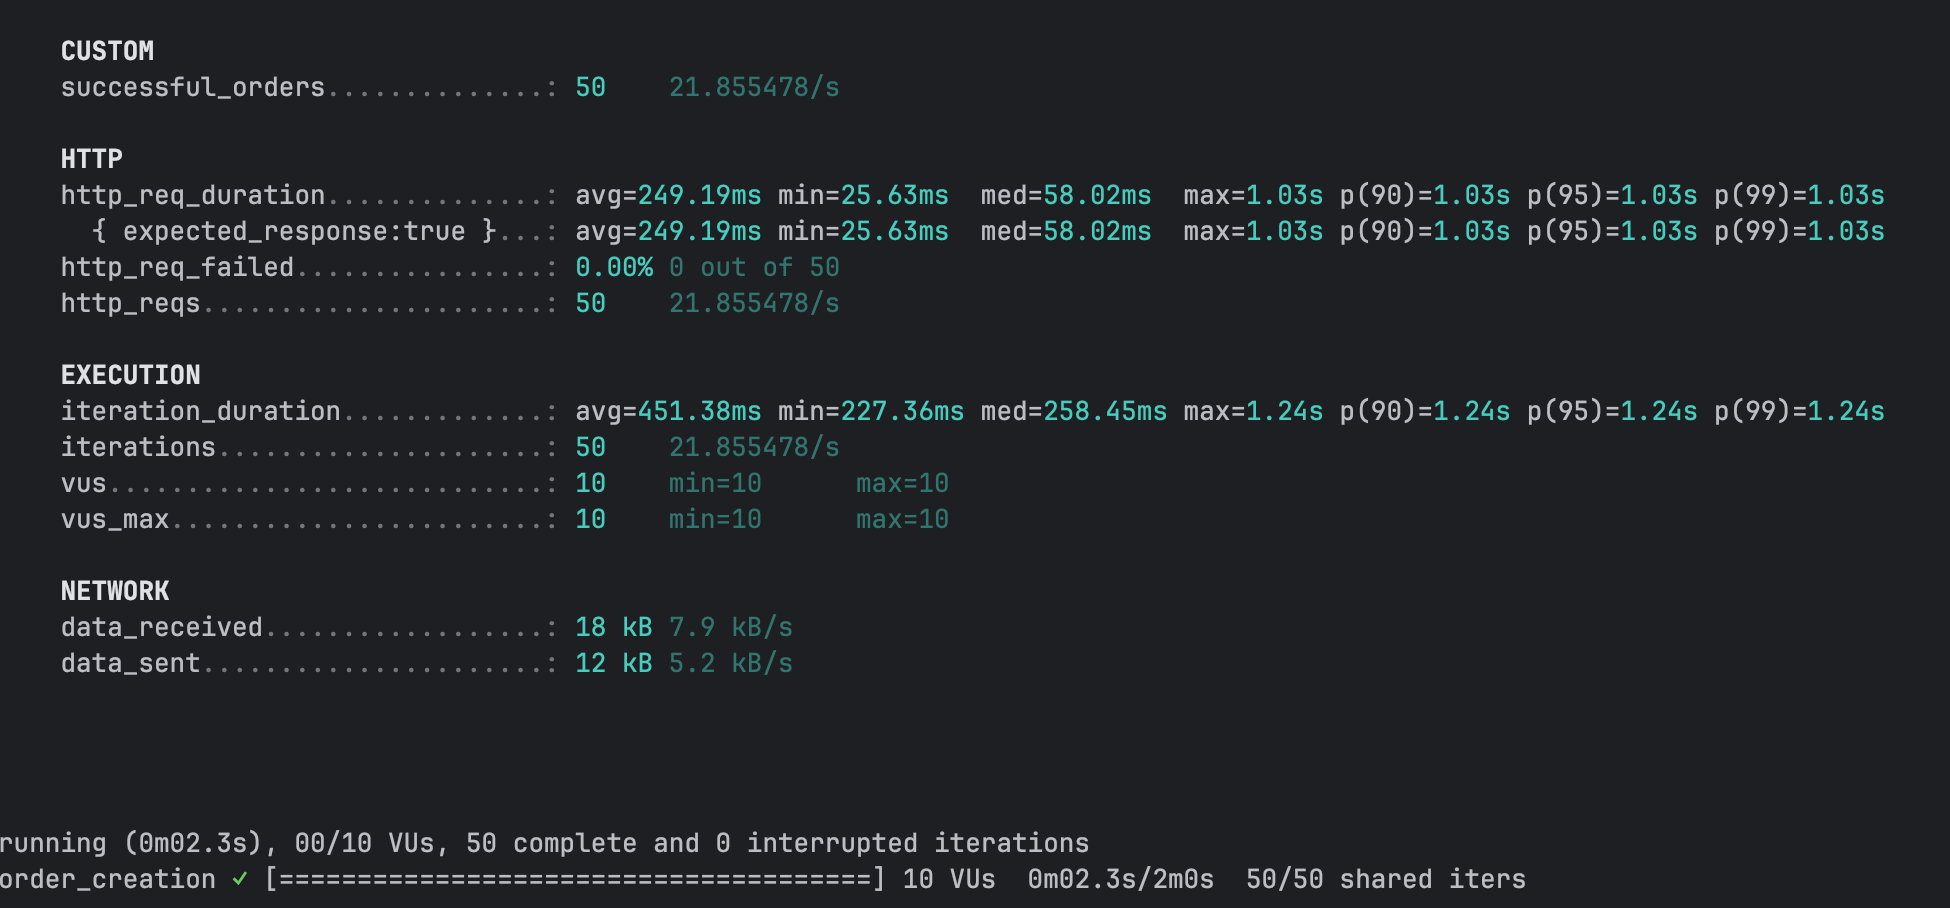 CUSTOM
successful_orders..............: 50    21.855478/s
HTTP
http_req_duration..............: avg=249.19ms min=25.63ms  med=58.02ms  max=1.03s p(90)=1.03s p(95)=1.03s p(99)=1.03s
  { expected_response:true }...: avg=249.19ms min=25.63ms  med=58.02ms  max=1.03s p(90)=1.03s p(95)=1.03s p(99)=1.03s
http_req_failed................: 0.00% 0 out of 50
http_reqs......................: 50    21.855478/s
EXECUTION
iteration_duration.............: avg=451.38ms min=227.36ms med=258.45ms max=1.24s p(90)=1.24s p(95)=1.24s p(99)=1.24s
iterations.....................: 50    21.855478/s
vus............................: 10    min=10      max=10
vus_max........................: 10    min=10      max=10
NETWORK
data_received..................: 18 kB 7.9 kB/s
data_sent......................: 12 kB 5.2 kB/s
running (0m02.3s), 00/10 VUs, 50 complete and 0 interrupted iterations
order_creation ✓ [======================================] 10 VUs  0m02.3s/2m0s  50/50 shared iters